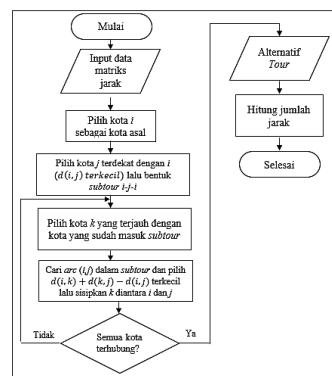 Mulai
Input data
matriks
jarak
Pilih kota i
sebagai kota asal
Pilih kota j terdekat dengan i
(d(i, j) terkecil) lalu bentuk
subtour i-j-i
Pilih kota k yang terjauh dengan
kota yang sudah masuk subtour
Cari arc (i,j) dalam subtour dan pilih
d(i, k) + d(k, j) − d(i, j) terkecil
lalu sisipkan k diantara i dan j
Semua kota
terhubung?
Tidak
Ya
Alternatif
Tour
Hitung jumlah
jarak
Selesai